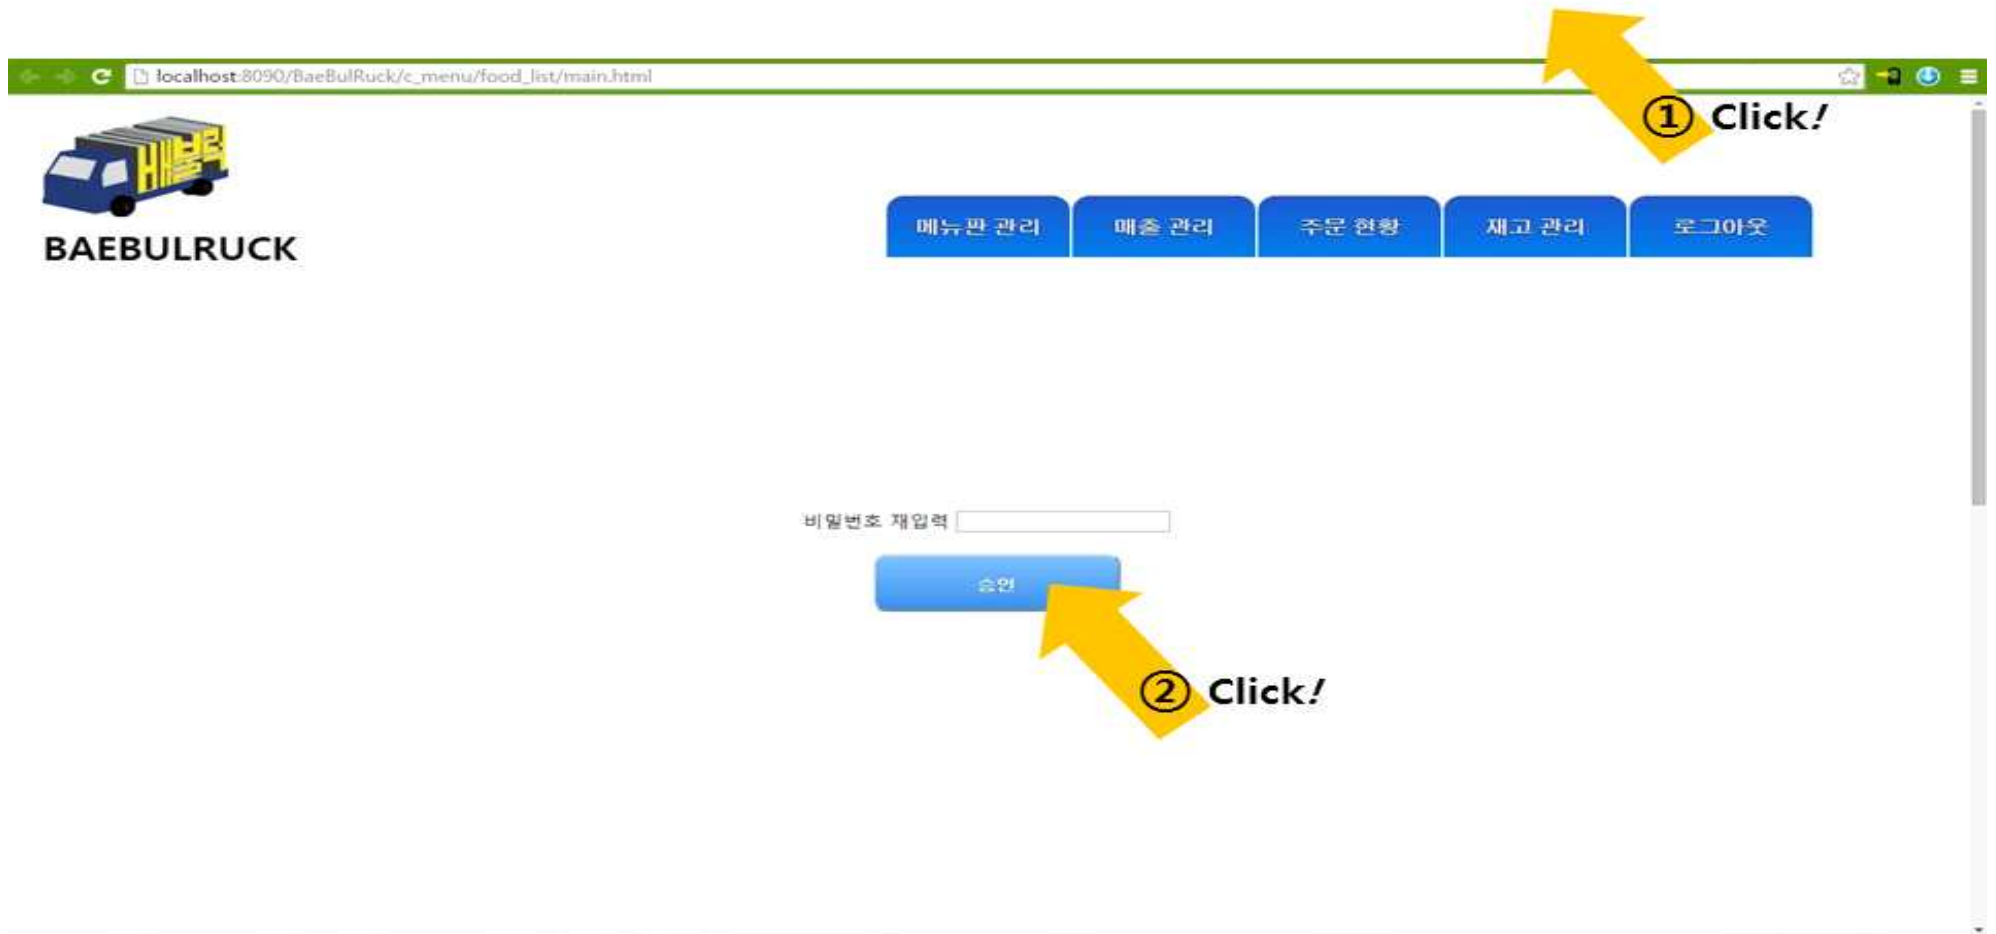 localhost:8090/BaeBulRuck/c_menu/food_list/main.html
① Click!
배불뤅
BAEBULRUCK
메뉴판 관리 매출 관리 주문 현황 재고 관리 로그아웃
비밀번호 재입력
승인
② Click!